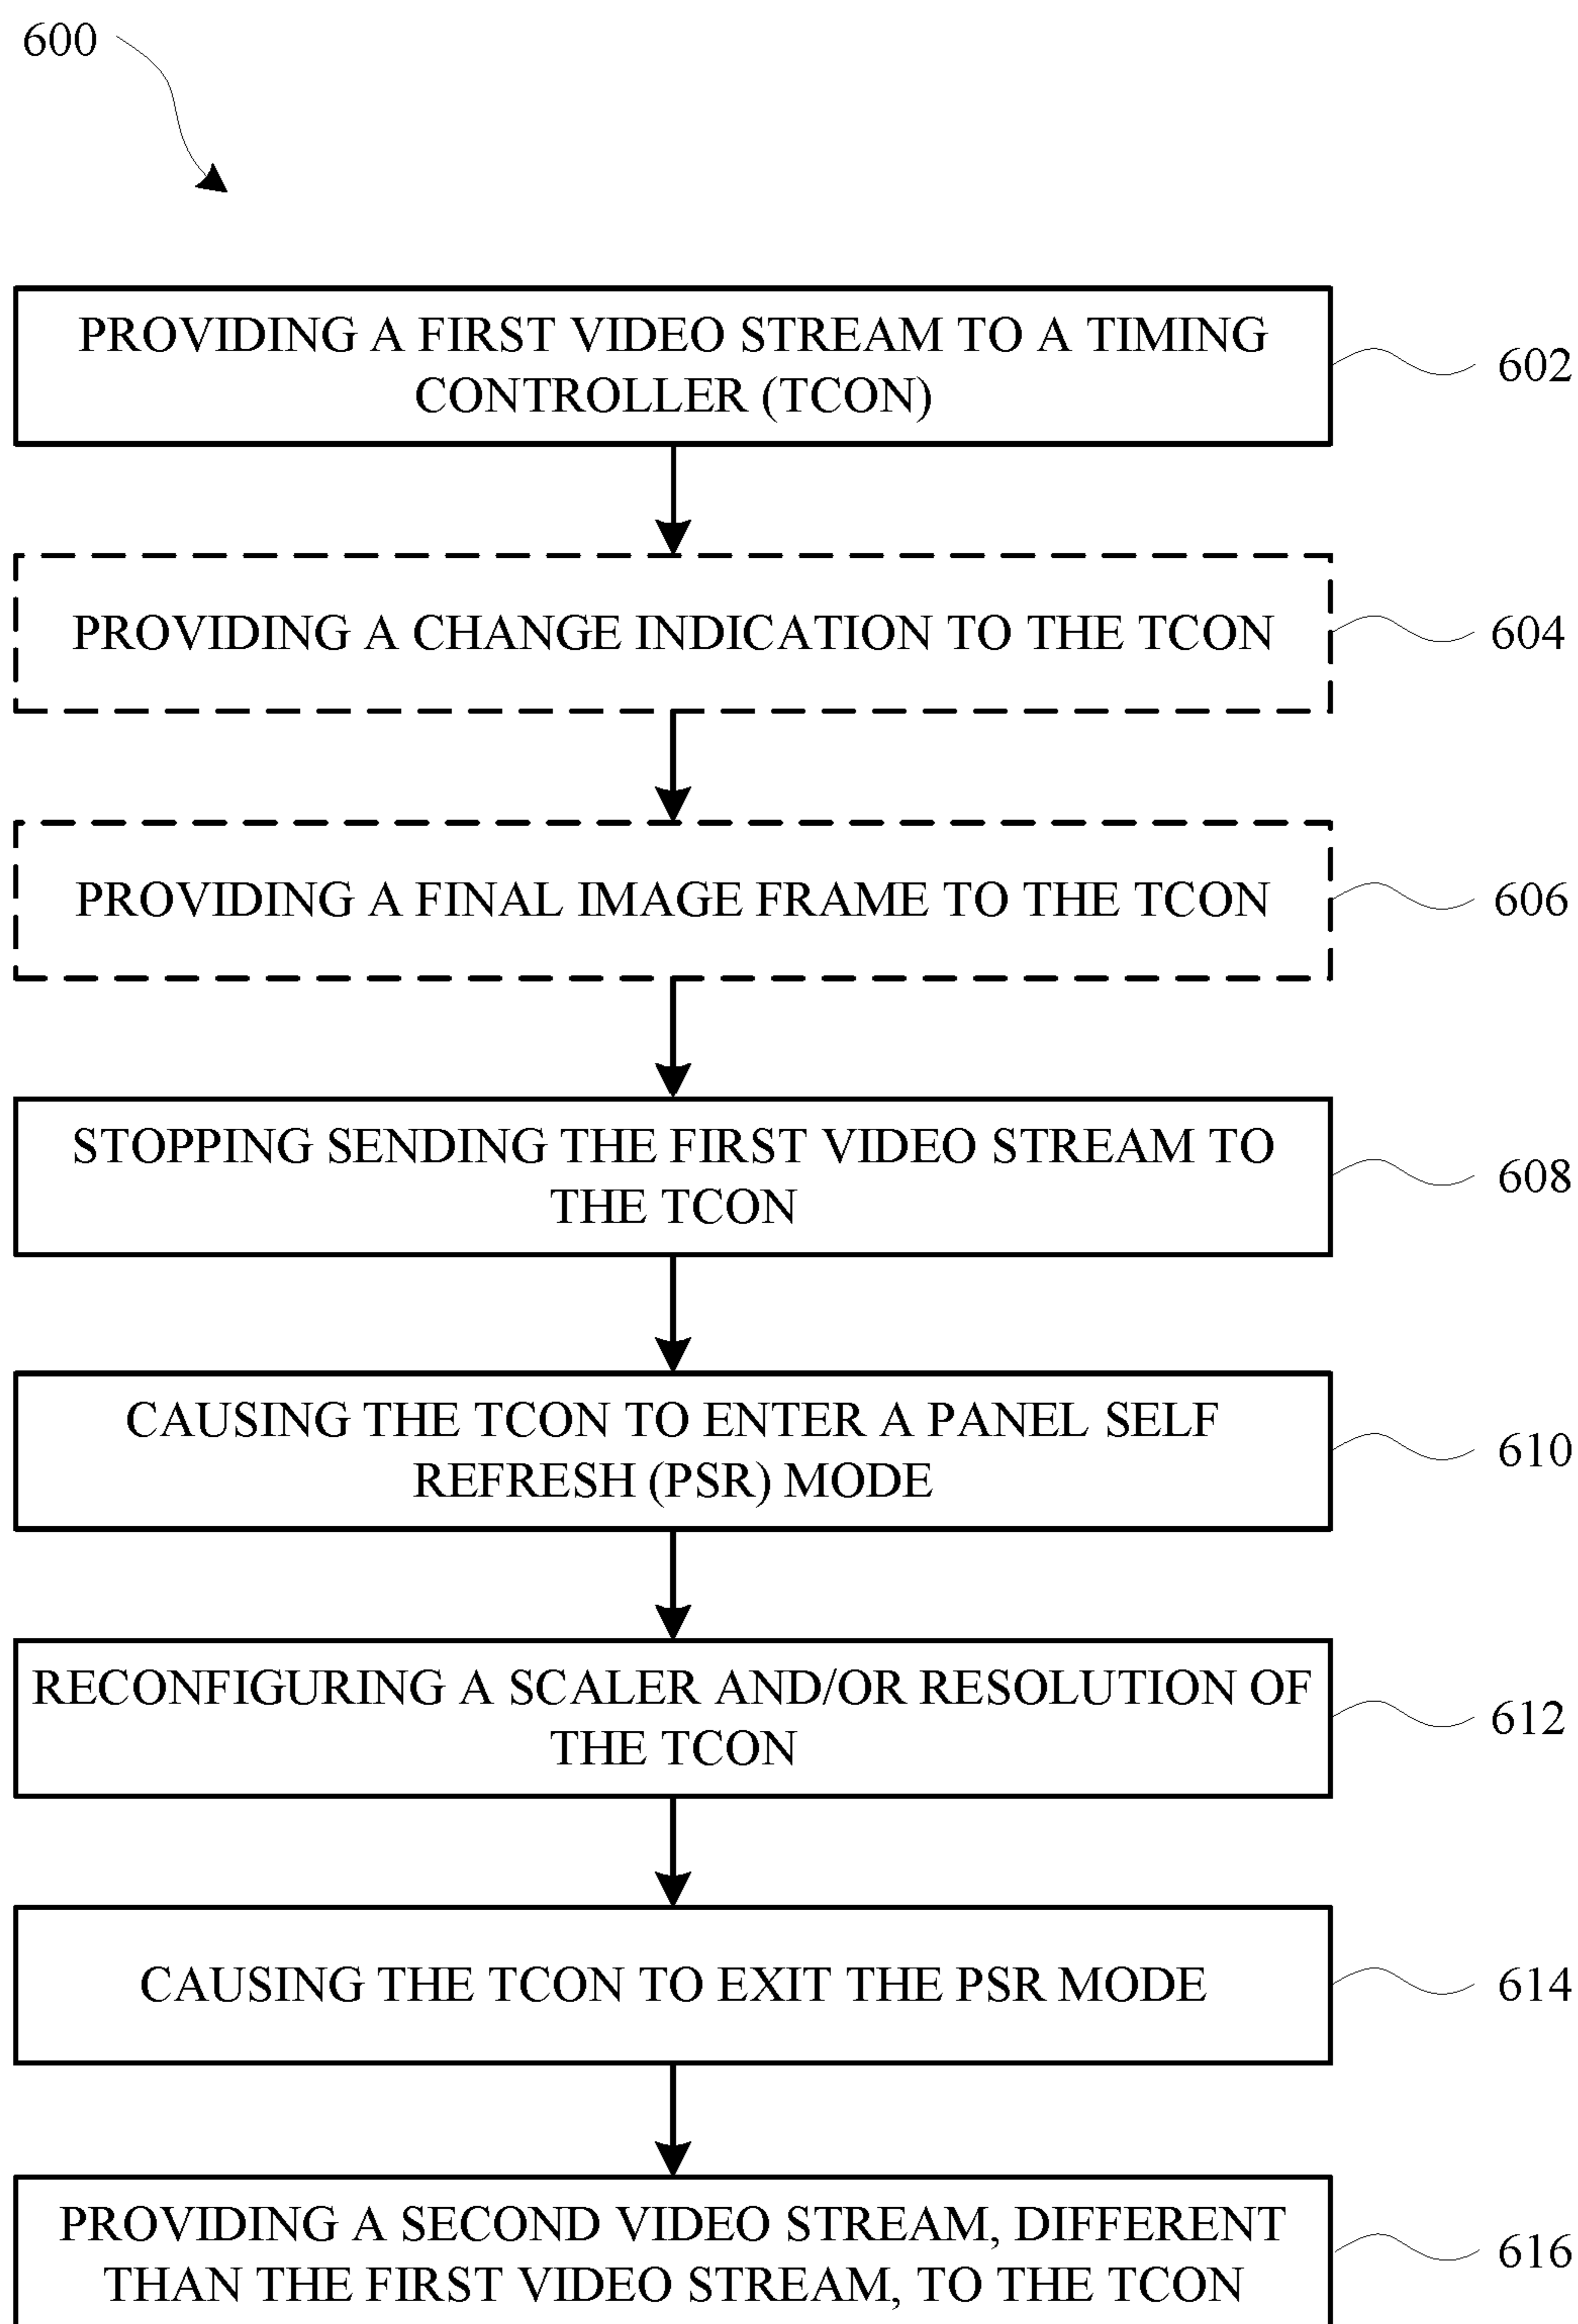 600
PROVIDING A FIRST VIDEO STREAM TO A TIMING
CONTROLLER (TCON)
602
PROVIDING A CHANGE INDICATION TO THE TCON
604
PROVIDING A FINAL IMAGE FRAME TO THE TCON
606
STOPPING SENDING THE FIRST VIDEO STREAM TO
THE TCON
608
CAUSING THE TCON TO ENTER A PANEL SELF
REFRESH (PSR) MODE
610
RECONFIGURING A SCALER AND/OR RESOLUTION OF
THE TCON
612
CAUSING THE TCON TO EXIT THE PSR MODE
614
PROVIDING A SECOND VIDEO STREAM, DIFFERENT
THAN THE FIRST VIDEO STREAM, TO THE TCON
616